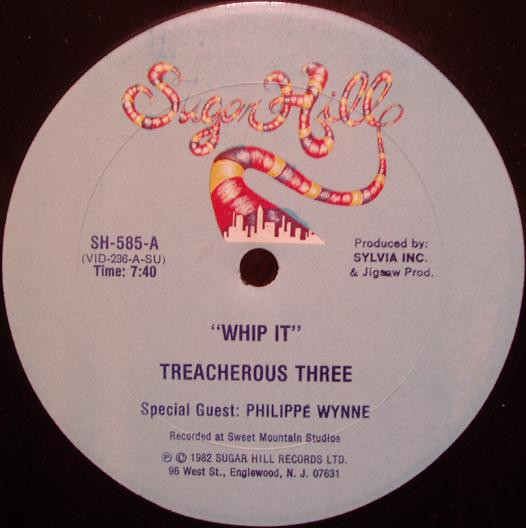 Sugar Hill
SH-585-A
(VID-236-A-SU)
Time: 7:40
Produced by:
SYLVIA INC.
& Jigsaw Prod.
"WHIP IT"
TREACHEROUS THREE
Special Guest: PHILIPPÉ WYNNE
Recorded at Sweet Mountain Studios
℗ © 1982 SUGAR HILL RECORDS LTD.
96 West St., Englewood, N. J. 07631